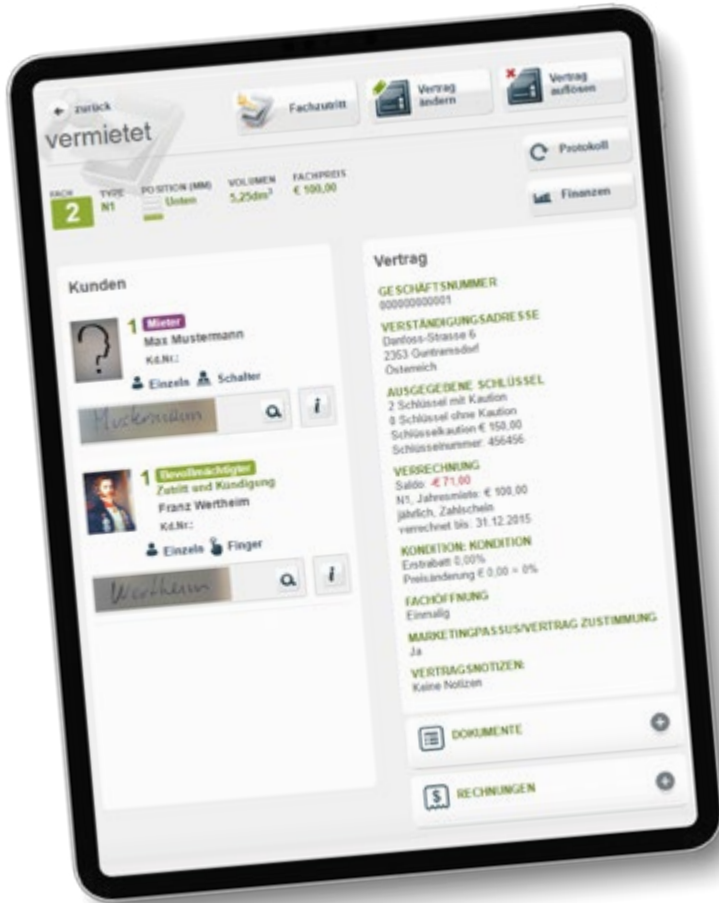 zurück
vermietet
Fachzutritt
Vertrag
ändern
Vertrag
auflösen
Protokoll
Finanzen
FACH
2
TYPE
N1
POSITION (MM)
Unten
VOLUMEN
5,25dm³
FACHPREIS
€ 100,00
Kunden
1 Mieter
Max Mustermann
Kd.Nr.:
Einzeln Schalter
Mustermann
i
1 Bevollmächtigter
Zutritt und Kündigung
Franz Wertheim
Kd.Nr.:
Einzeln Finger
Wertheim
i
Vertrag
GESCHÄFTSNUMMER
000000000001
VERSTÄNDIGUNGSADRESSE
Danfoss-Strasse 6
2353 Guntramsdorf
Österreich
AUSGEGEBENE SCHLÜSSEL
2 Schlüssel mit Kaution
0 Schlüssel ohne Kaution
Schlüsselkaution € 150,00
Schlüsselnummer: 456456
VERRECHNUNG
Saldo: -€ 71,00
N1, Jahresmiete: € 100,00
jährlich, Zahlschein
verrechnet bis: 31.12.2015
KONDITION: KONDITION
Erstrabatt 0,00%
Preisänderung € 0,00 = 0%
FACHÖFFNUNG
Einmalig
MARKETINGPASSUS/VERTRAG ZUSTIMMUNG
Ja
VERTRAGSNOTIZEN:
Keine Notizen
DOKUMENTE
RECHNUNGEN